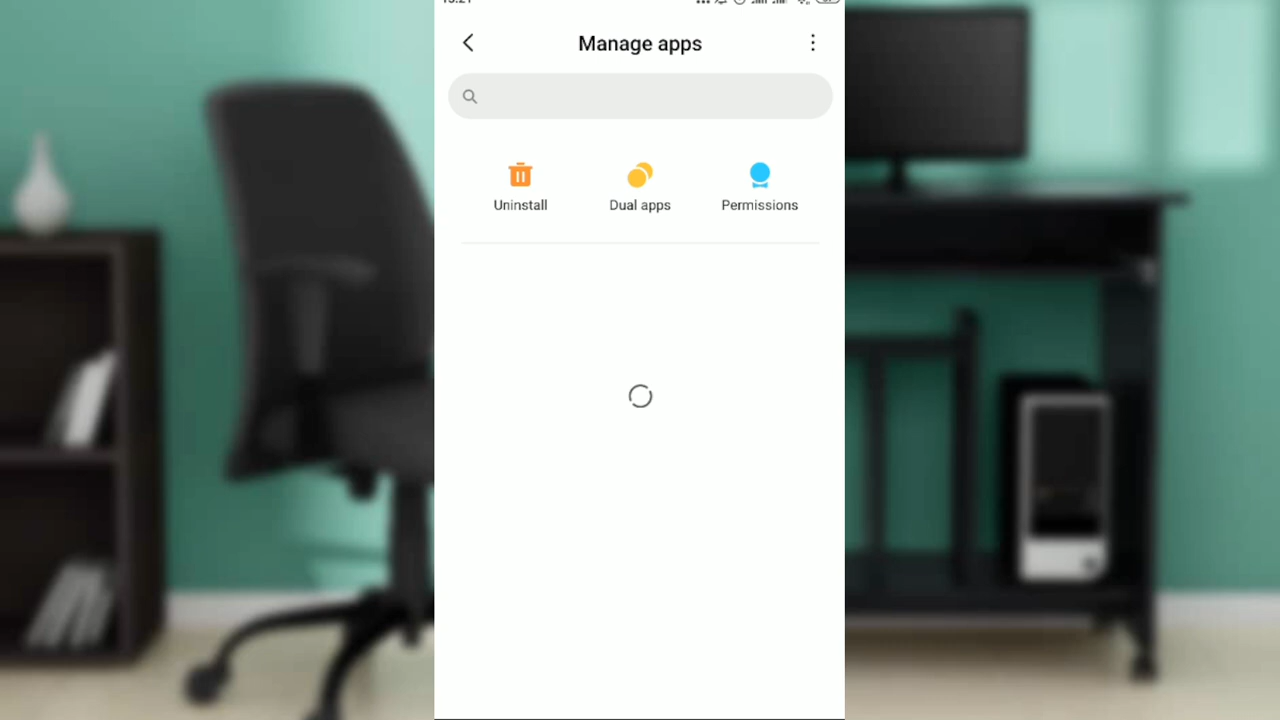 Manage apps
Uninstall
Dual apps
Permissions